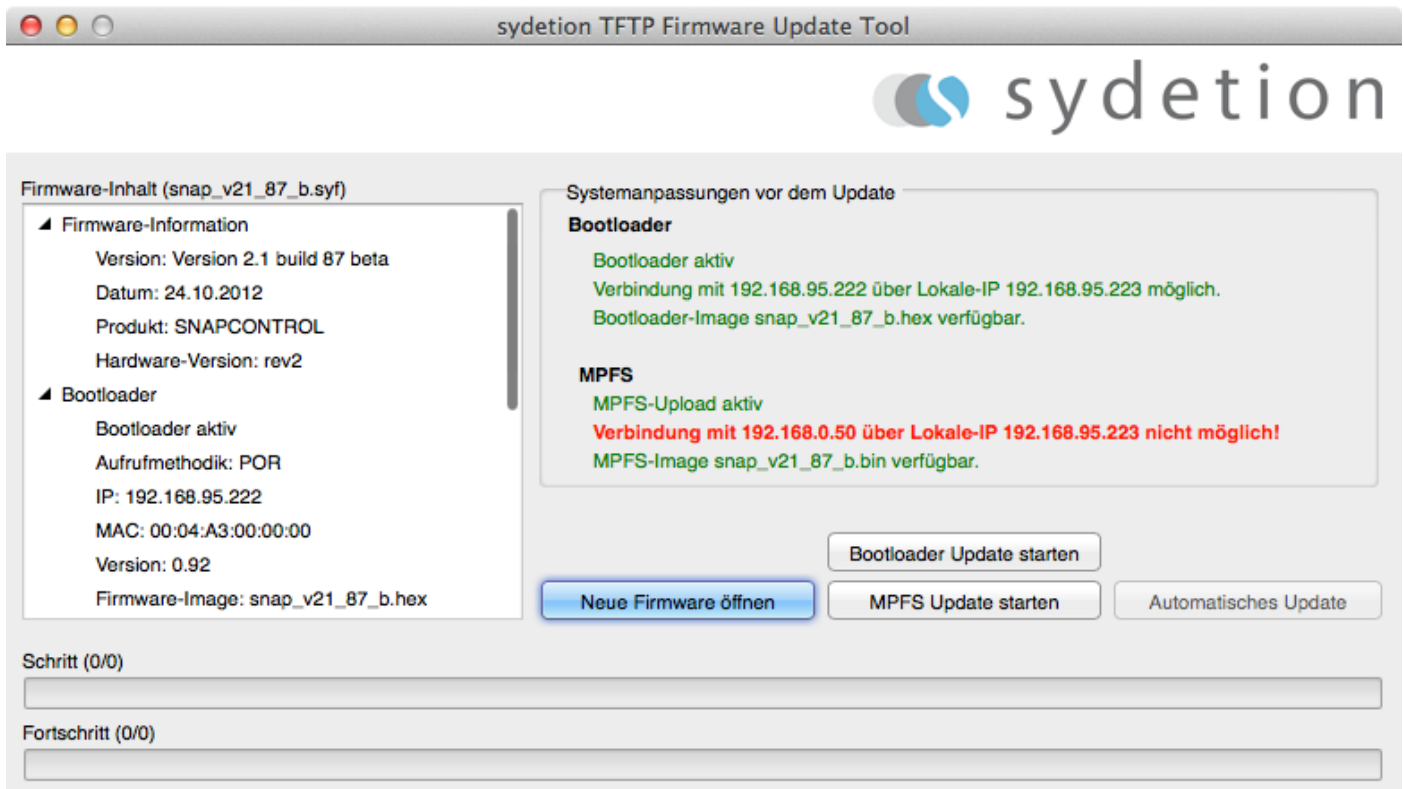 sydetion TFTP Firmware Update Tool
sydetion
Firmware-Inhalt (snap_v21_87_b.syf)
Firmware-Information
Version: Version 2.1 build 87 beta
Datum: 24.10.2012
Produkt: SNAPCONTROL
Hardware-Version: rev2
Bootloader
Bootloader aktiv
Aufrufmethodik: POR
IP: 192.168.95.222
MAC: 00:04:A3:00:00:00
Version: 0.92
Firmware-Image: snap_v21_87_b.hex
Systemanpassungen vor dem Update
Bootloader
Bootloader aktiv
Verbindung mit 192.168.95.222 über Lokale-IP 192.168.95.223 möglich.
Bootloader-Image snap_v21_87_b.hex verfügbar.
MPFS
MPFS-Upload aktiv
Verbindung mit 192.168.0.50 über Lokale-IP 192.168.95.223 nicht möglich!
MPFS-Image snap_v21_87_b.bin verfügbar.
Bootloader Update starten
Neue Firmware öffnen
MPFS Update starten
Automatisches Update
Schritt (0/0)
Fortschritt (0/0)